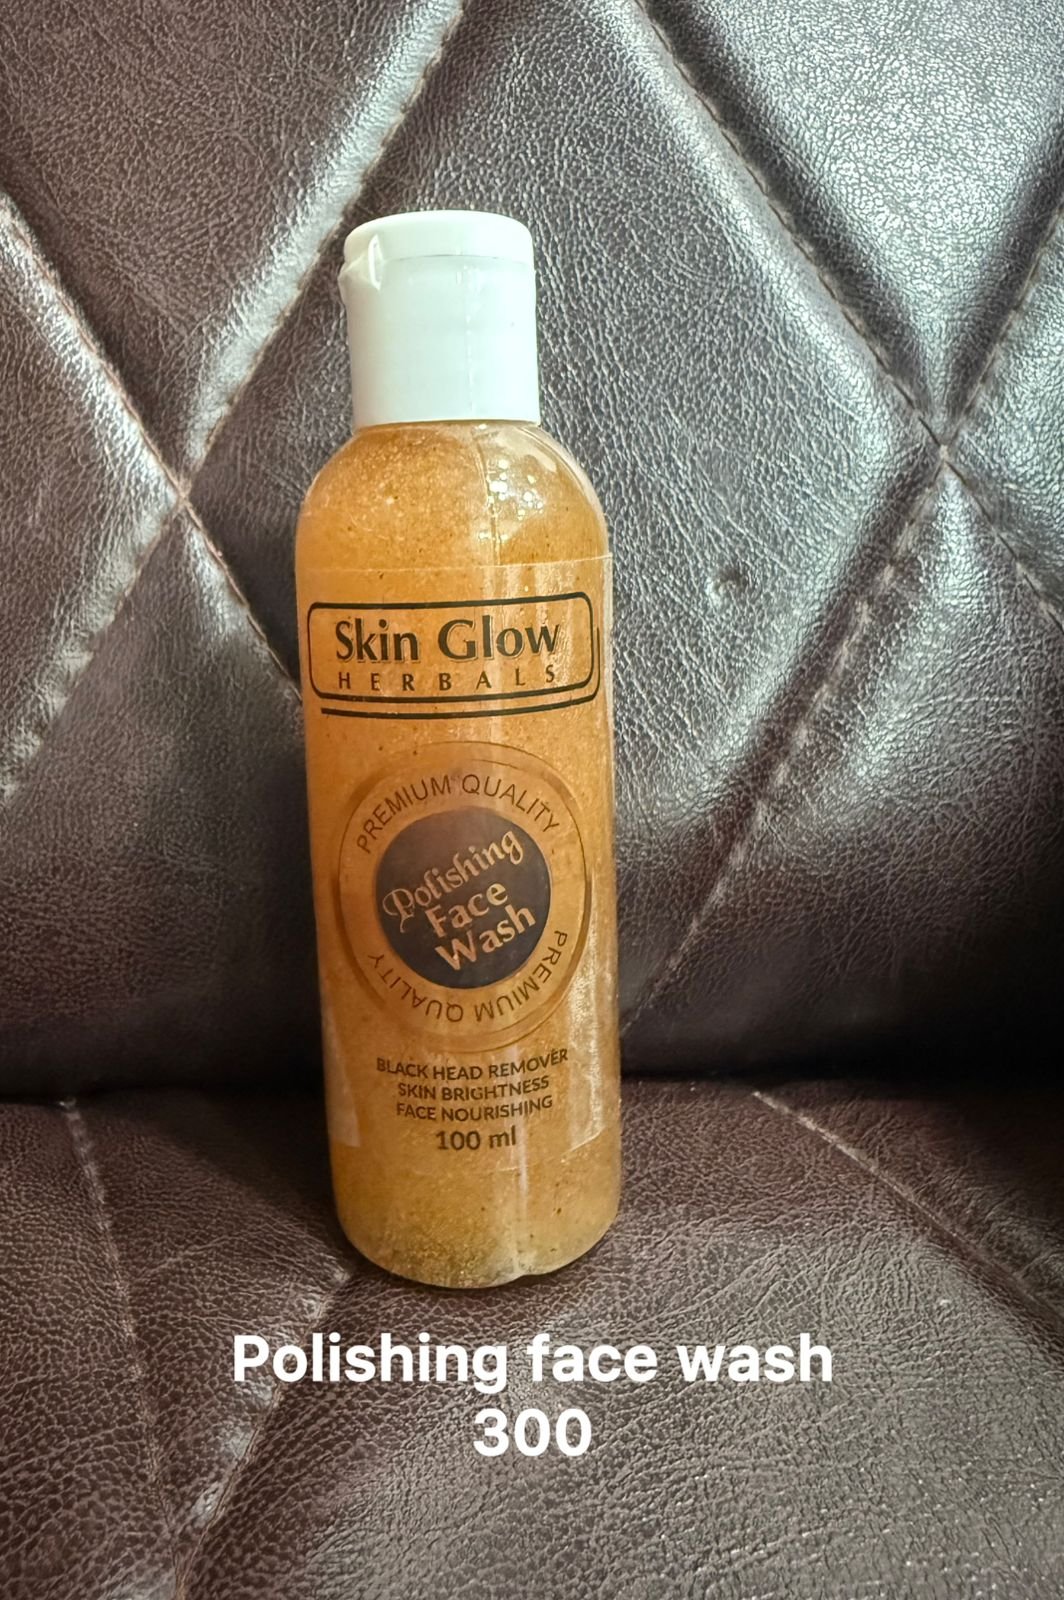 Skin Glow
HERBALS
PREMIUM QUALITY
Polishing
Face
Wash
PREMIUM QUALITY
BLACK HEAD REMOVER
SKIN BRIGHTNESS
FACE NOURISHING
100 ml
Polishing face wash
300